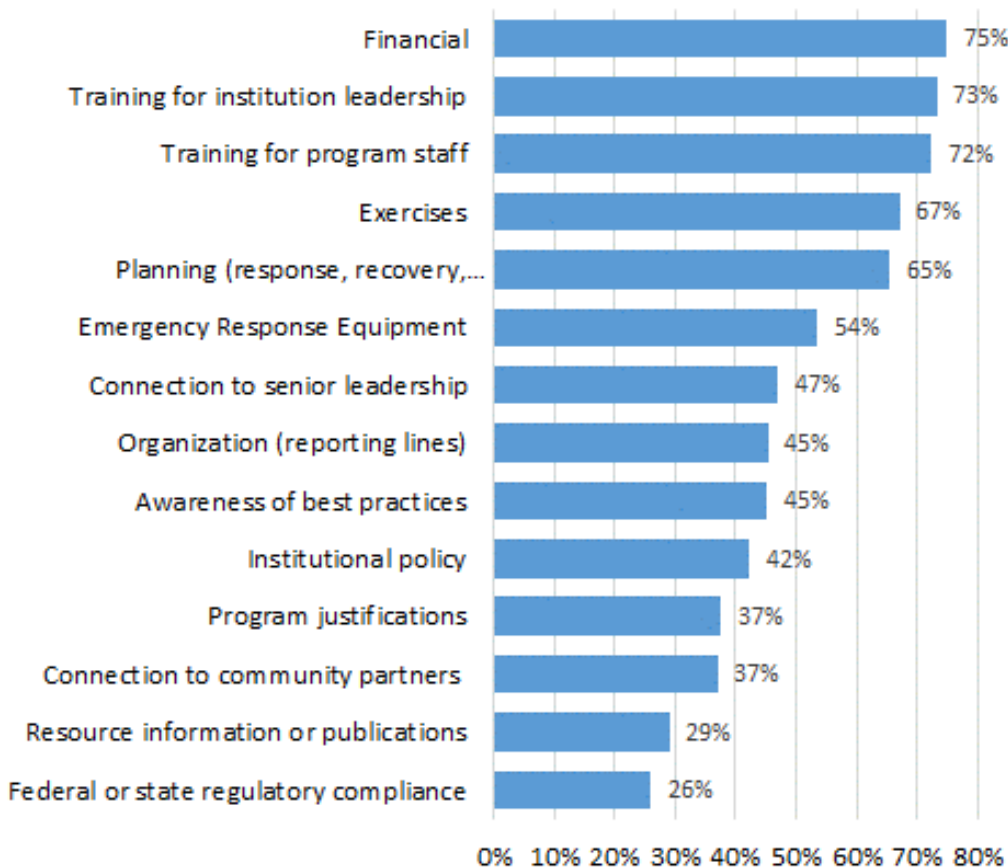 Financial 75%
Training for institution leadership 73%
Training for program staff 72%
Exercises 67%
Planning (response, recovery,... 65%
Emergency Response Equipment 54%
Connection to senior leadership 47%
Organization (reporting lines) 45%
Awareness of best practices 45%
Institutional policy 42%
Program justifications 37%
Connection to community partners 37%
Resource information or publications 29%
Federal or state regulatory compliance 26%
0% 10% 20% 30% 40% 50% 60% 70% 80%